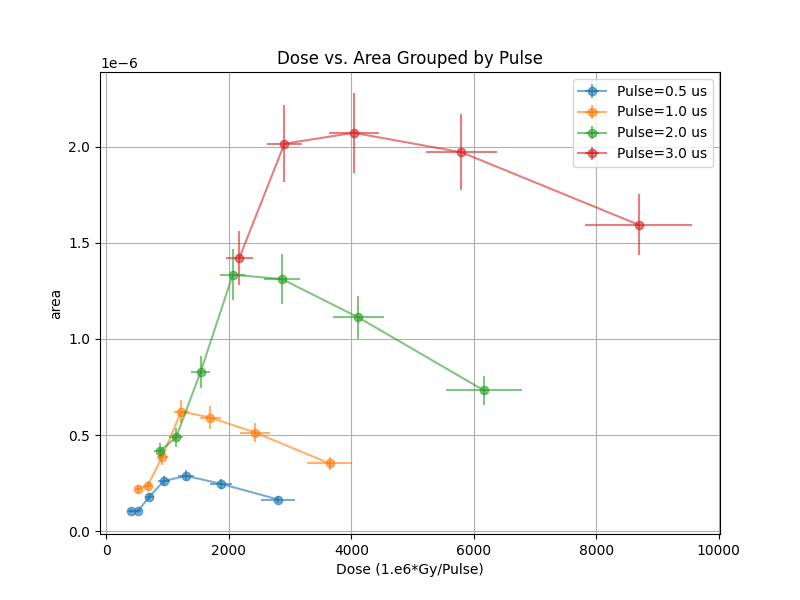 Dose vs. Area Grouped by Pulse
1e−6
Pulse=0.5 us
Pulse=1.0 us
Pulse=2.0 us
Pulse=3.0 us
2.0
1.5
1.0
0.5
0.0
area
0 2000 4000 6000 8000 10000
Dose (1.e6*Gy/Pulse)